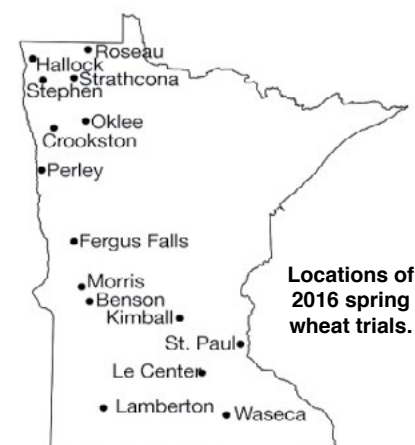 Roseau
Hallock
Strathcona
Stephen
Oklee
Crookston
Perley
Fergus Falls
Morris
Benson
Kimball
St. Paul
Le Center
Lamberton
Waseca
Locations of
2016 spring
wheat trials.